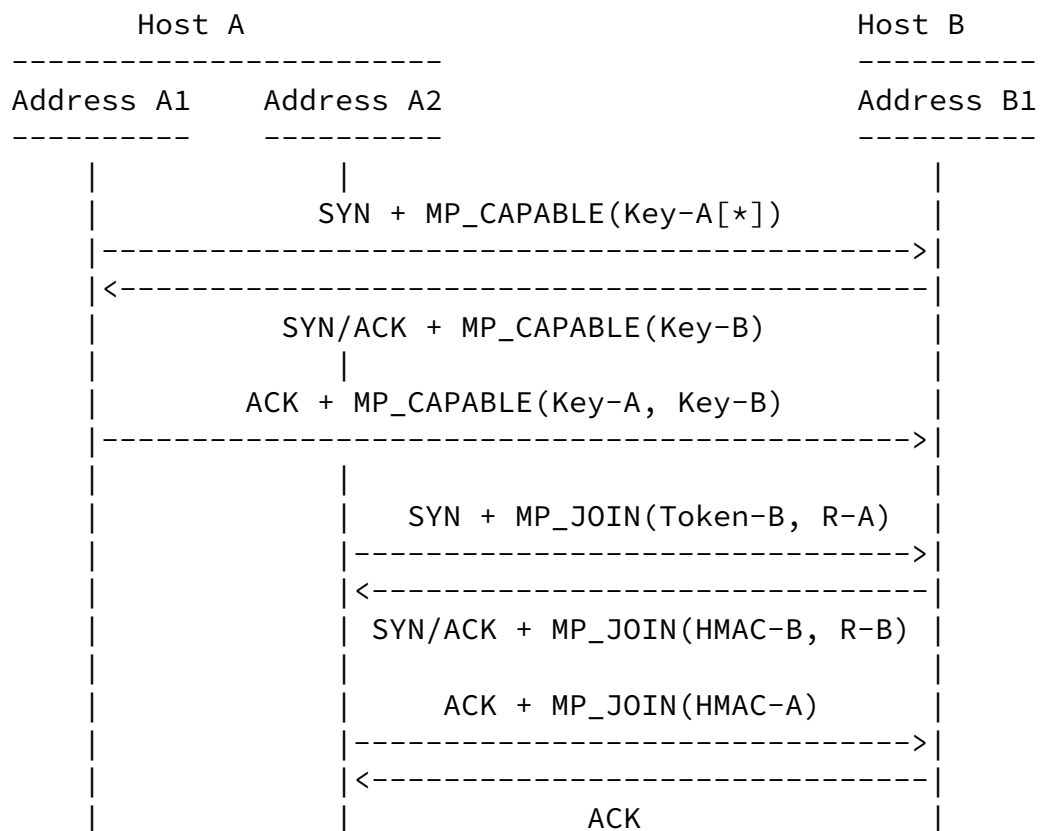 Host A Host B
------------------------ ----------
Address A1 Address A2 Address B1
---------- ---------- ----------
SYN + MP_CAPABLE(Key-A[*])
SYN/ACK + MP_CAPABLE(Key-B)
ACK + MP_CAPABLE(Key-A, Key-B)
SYN + MP_JOIN(Token-B, R-A)
SYN/ACK + MP_JOIN(HMAC-B, R-B)
ACK + MP_JOIN(HMAC-A)
ACK